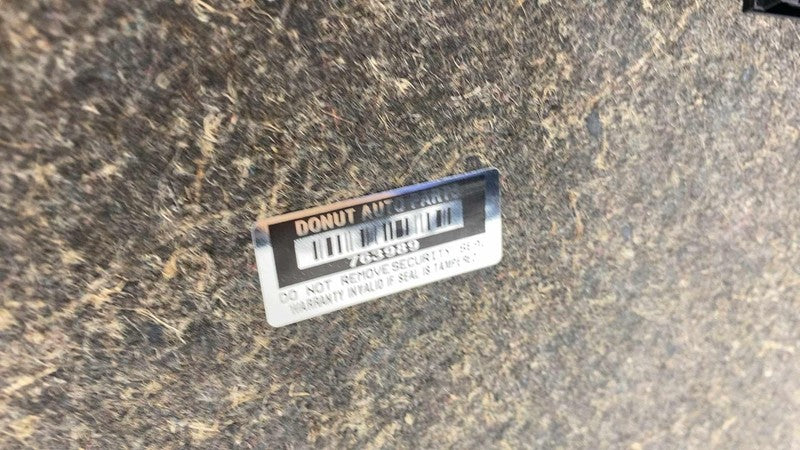 DONUT AUTO PARTS
763989
DO NOT REMOVE SECURITY SEAL
WARRANTY INVALID IF SEAL IS TAMPERED